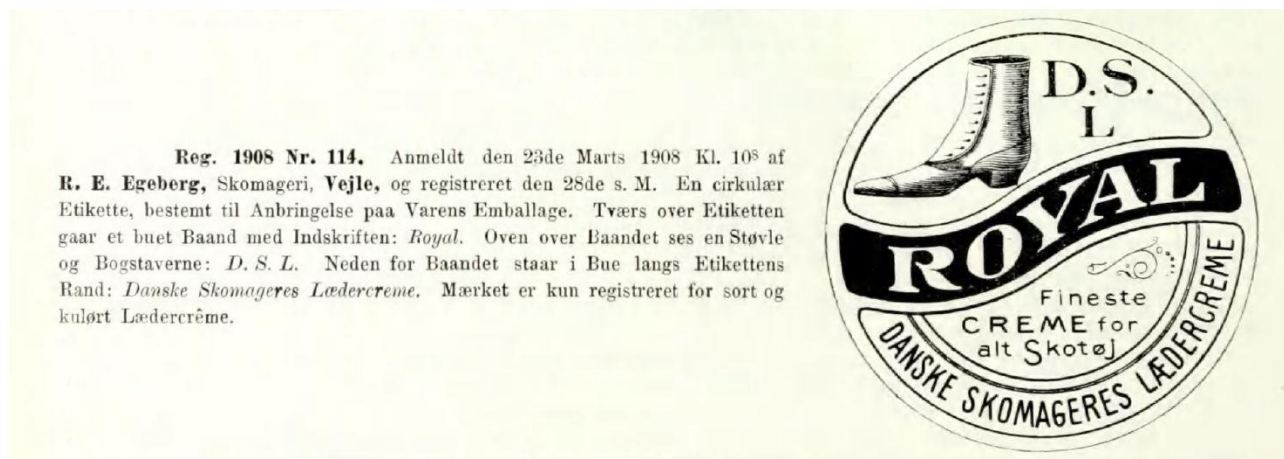 Reg. 1908 Nr. 114. Anmeldt den 23de Marts 1908 Kl. 10⁸ af
R. E. Egeberg, Skomageri, Vejle, og registreret den 28de s. M. En cirkulær
Etikette, bestemt til Anbringelse paa Varens Emballage. Tværs over Etiketten
gaar et buet Baand med Indskriften: Royal. Oven over Baandet ses en Støvle
og Bogstaverne: D. S. L. Neden for Baandet staar i Bue langs Etikettens
Rand: Danske Skomageres Lædercreme. Mærket er kun registreret for sort og
kulørt Lædercrême.
D.S.
L
ROYAL
Fineste
CREME for
alt Skotøj
DANSKE SKOMAGERES LÆDERCREME